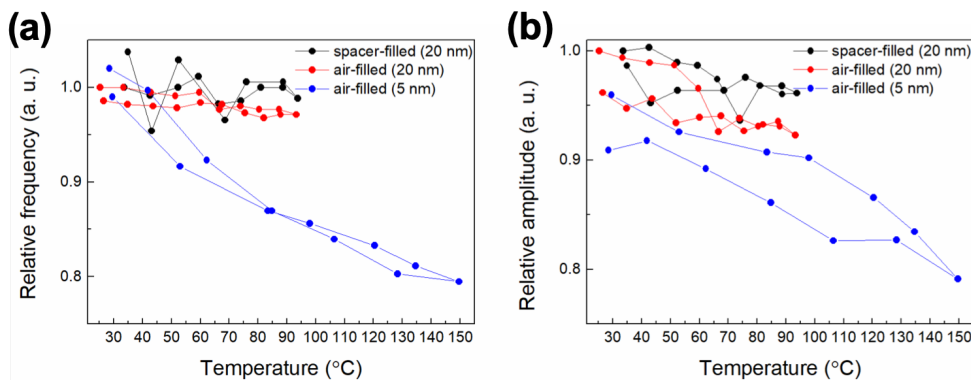 (a)
Relative frequency (a. u.)
1.0
0.9
0.8
spacer-filled (20 nm)
air-filled (20 nm)
air-filled (5 nm)
30 40 50 60 70 80 90 100 110 120 130 140 150
Temperature (°C)
(b)
Relative amplitude (a. u.)
1.0
0.9
0.8
spacer-filled (20 nm)
air-filled (20 nm)
air-filled (5 nm)
30 40 50 60 70 80 90 100 110 120 130 140 150
Temperature (°C)